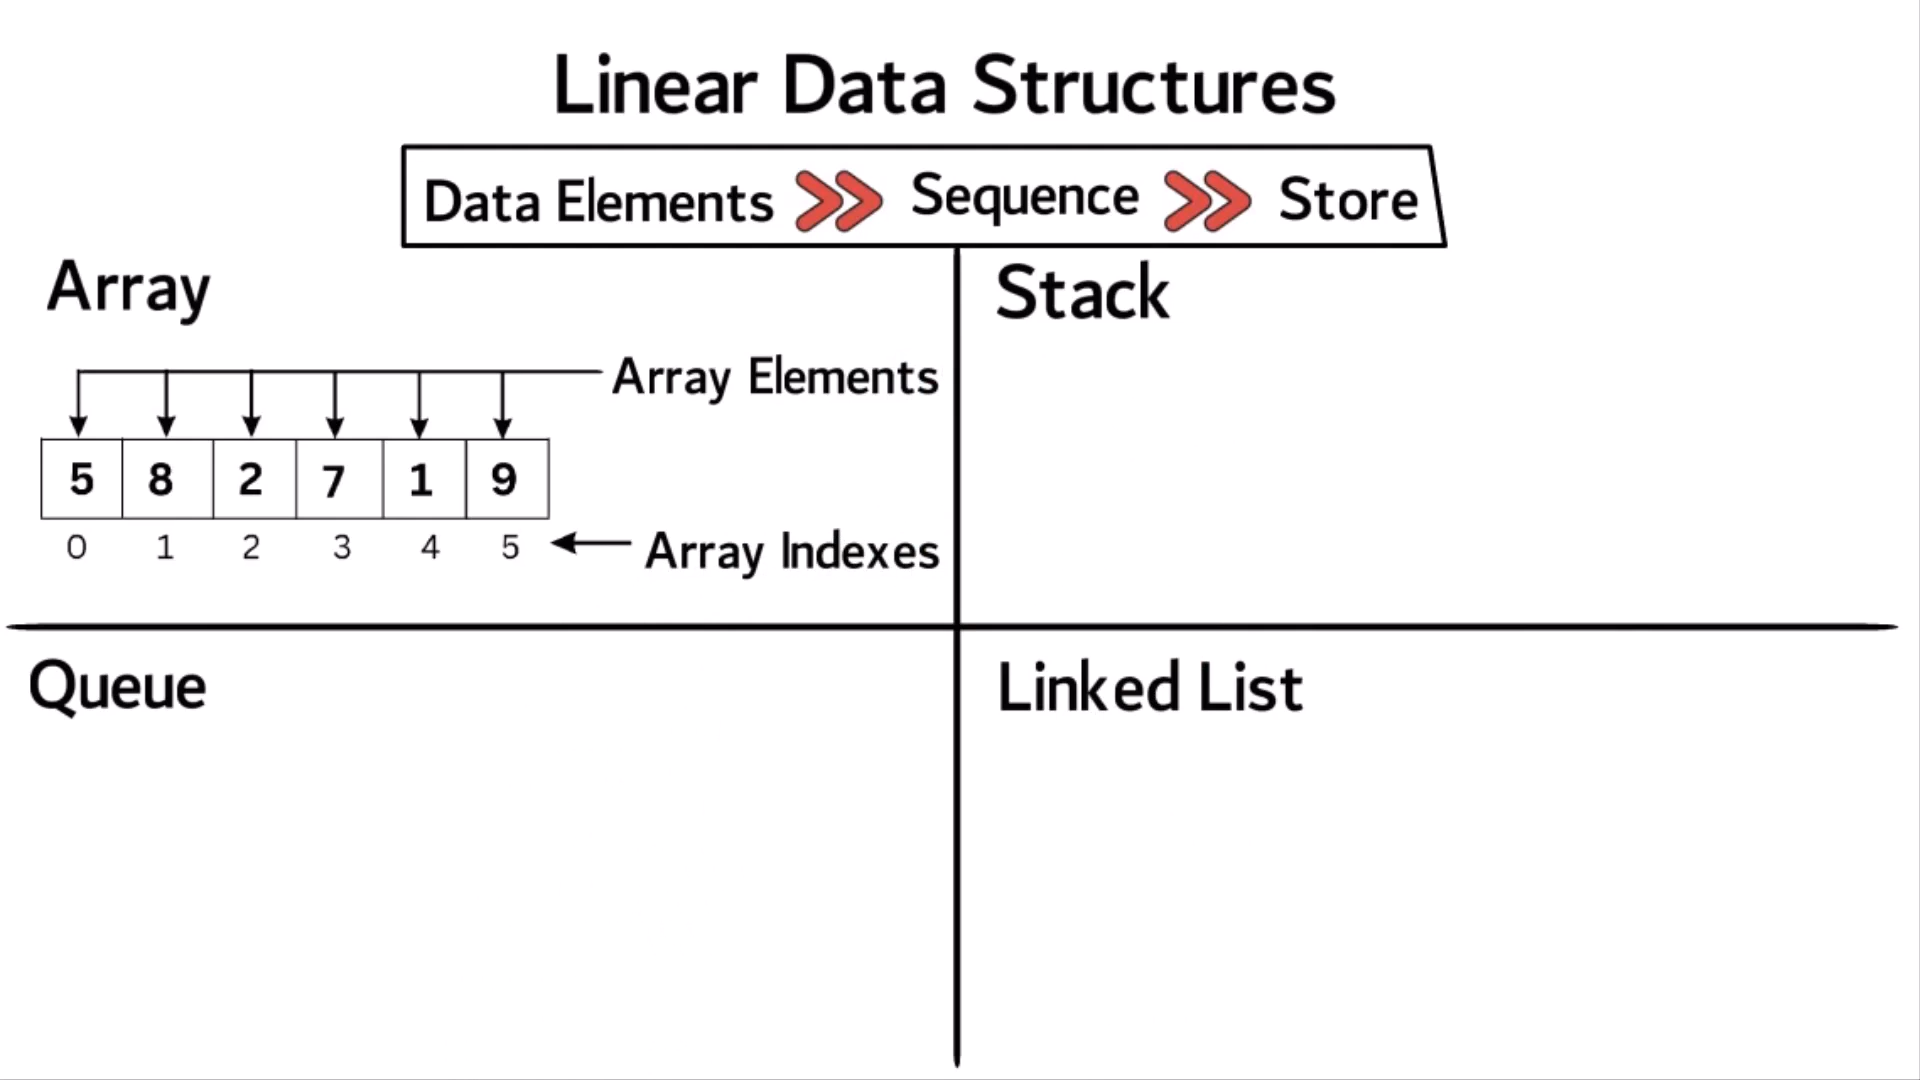 Linear Data Structures
Data Elements Sequence Store
Array
Array Elements
5 8 2 7 1 9
0 1 2 3 4 5
Array Indexes
Stack
Queue
Linked List